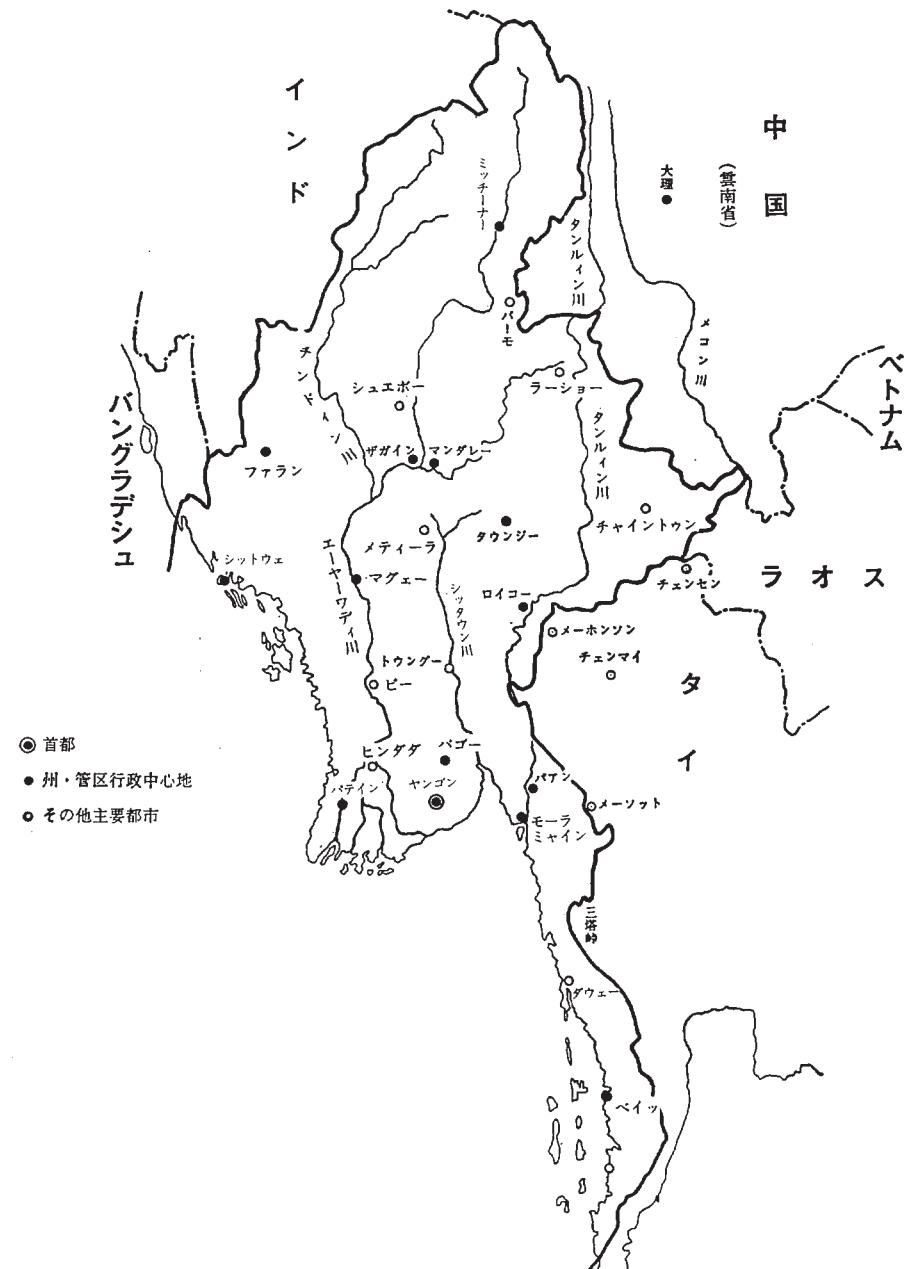 インド
中国
(雲南省)
大理
ミッチーナー
タンルィン川
バーモ
メコン川
ベトナム
チンドィン川
シュエボー
ラーショー
バングラデシュ
ファラン
ザガイン
マンダレー
タンルィン川
チャイントゥン
メティーラ
タウンジー
シットウェ
エーヤーワディ川
マグェー
シッタウン川
ロイコー
チェンセン
ラオス
メーホンソン
チェンマイ
トウングー
ピー
タイ
首都
州・管区行政中心地
その他主要都市
ヒンダダ
バゴー
パテイン
ヤンゴン
パアン
メーソット
モーラ
ミャイン
三塔峠
ダウェー
ベイッ